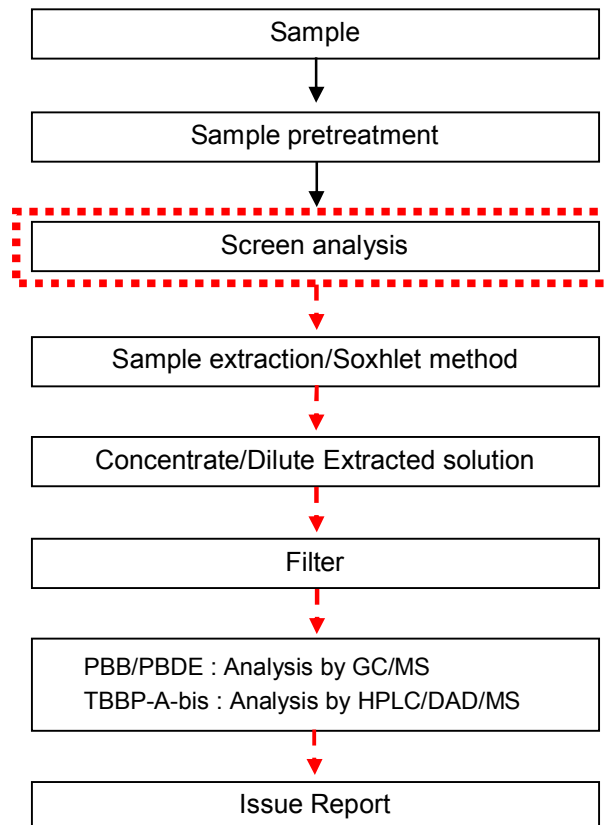 Sample
Sample pretreatment
Screen analysis
Sample extraction/Soxhlet method
Concentrate/Dilute Extracted solution
Filter
PBB/PBDE : Analysis by GC/MS
TBBP-A-bis : Analysis by HPLC/DAD/MS
Issue Report